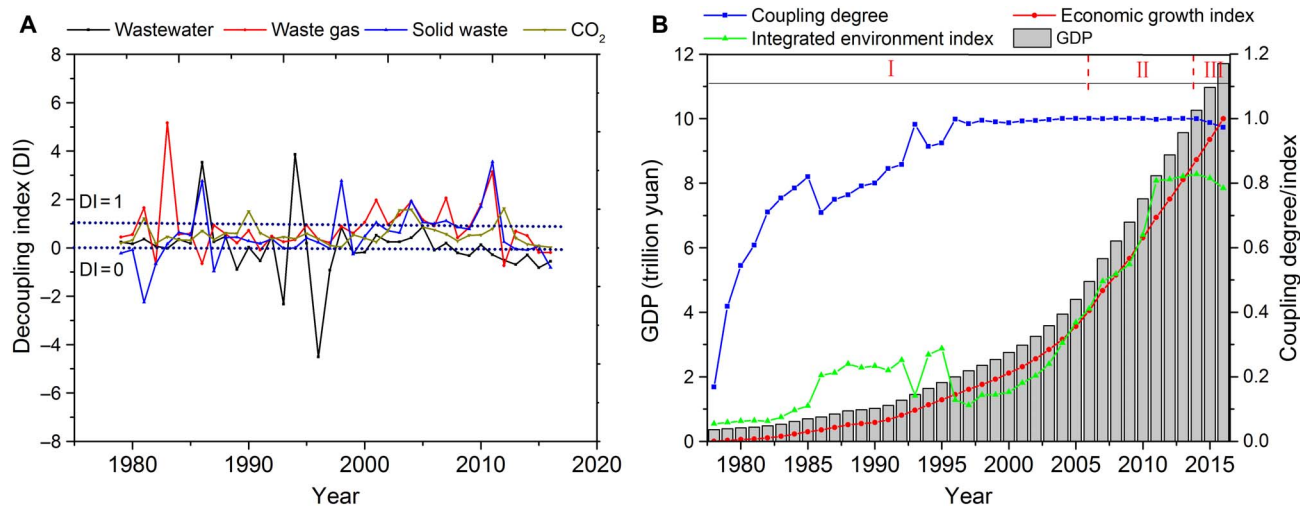 A
Wastewater Waste gas Solid waste CO₂
8
6
4
2
0
−2
−4
−6
−8
Decoupling index (DI)
DI=1
DI=0
1980 1990 2000 2010 2020
Year
B
Coupling degree Economic growth index
Integrated environment index GDP
12
10
8
6
4
2
0
GDP (trillion yuan)
I II III
1.2
1.0
0.8
0.6
0.4
0.2
0.0
Coupling degree/index
1980 1985 1990 1995 2000 2005 2010 2015
Year